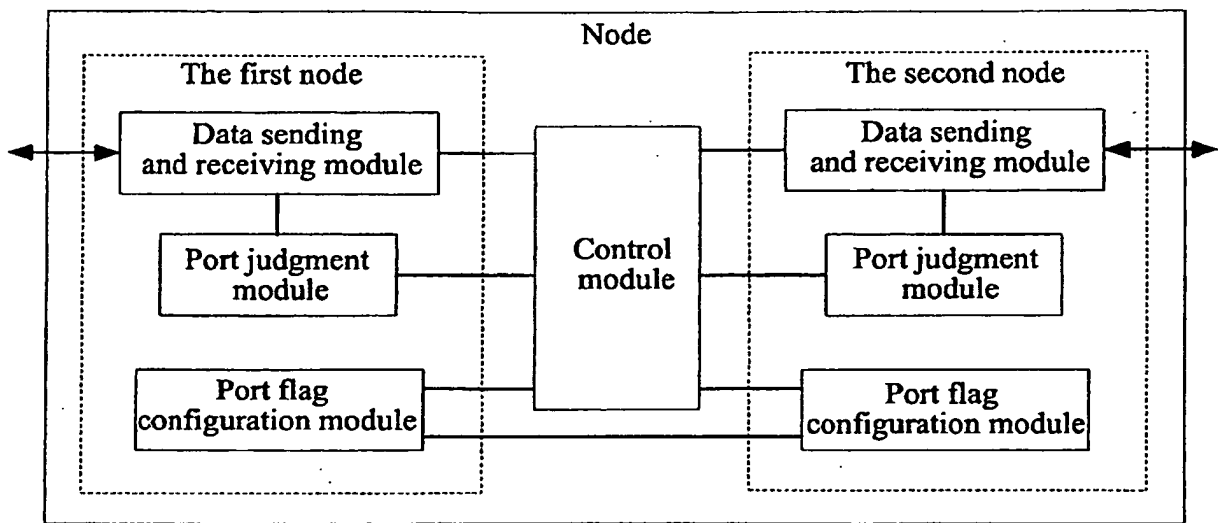 Node
The first node
The second node
Data sending
and receiving module
Data sending
and receiving module
Port judgment
module
Control
module
Port judgment
module
Port flag
configuration module
Port flag
configuration module